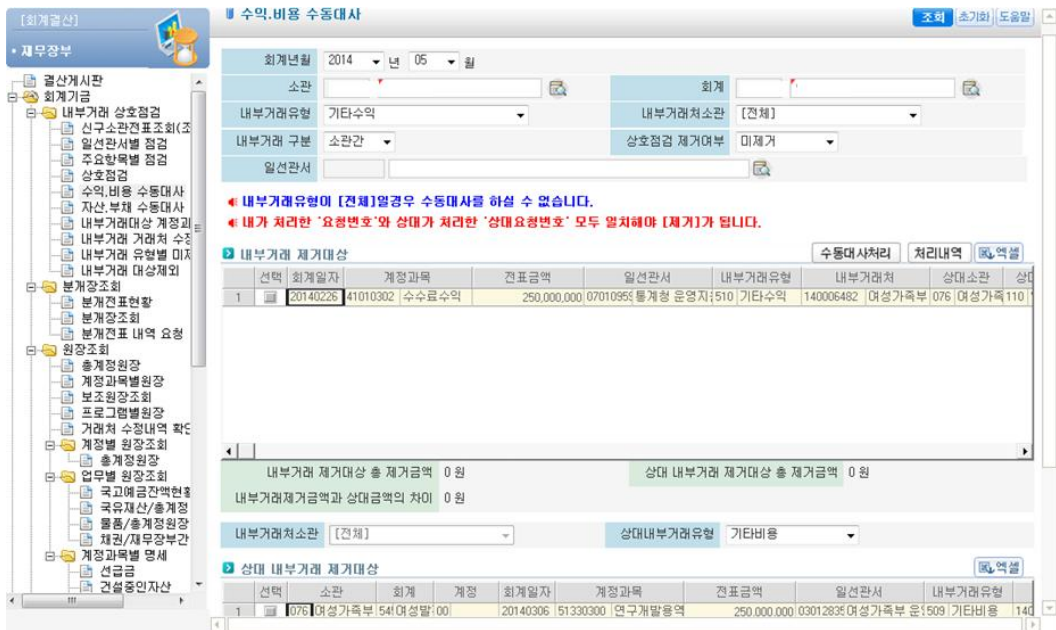 [회계결산]
• 재무장부
결산게시판
회계기금
내부거래 상호점검
신구소관전표조회(조
일선관서별 점검
주요항목별 점검
상호점검
수익.비용 수동대사
자산.부채 수동대사
내부거래대상 계정과
내부거래 거래처 수정
내부거래 유형별 미제
내부거래 대상제외
분개장조회
분개전표현황
분개장조회
분개전표 내역 요청
원장조회
총계정원장
계정과목별원장
보조원장조회
프로그램별원장
거래처 수정내역 확인
계정별 원장조회
총계정원장
업무별 원장조회
국고예금잔액현황
국유재산/총계정
물품/총계정원장
채권/재무장부간
계정과목별 명세
선급금
건설중인자산
수익.비용 수동대사
조회 초기화 도움말
회계년월 2014 년 05 월
소관 회계
내부거래유형 기타수익 내부거래처소관 [전체]
내부거래 구분 소관간 상호점검 제거여부 미제거
일선관서
내부거래유형이 [전체]일경우 수동대사를 하실 수 없습니다.
내가 처리한 '요청번호'와 상대가 처리한 '상대요청번호' 모두 일치해야 [제거]가 됩니다.
내부거래 제거대상 수동대사처리 처리내역 엑셀
선택 회계일자 계정과목 전표금액 일선관서 내부거래유형 내부거래처 상대소관 상대
1 20140226 41010302 수수료수익 250,000,000 0701095 통계청 운영지 510 기타수익 140006482 여성가족부 076 여성가족 110
내부거래 제거대상 총 제거금액 0 원 상대 내부거래 제거대상 총 제거금액 0 원
내부거래제거금액과 상대금액의 차이 0 원
내부거래처소관 [전체] 상대내부거래유형 기타비용
상대 내부거래 제거대상 엑셀
선택 소관 회계 계정 회계일자 계정과목 전표금액 일선관서 내부거래유형
1 076 여성가족부 545 여성발 00 20140306 51330300 연구개발용역 250,000,000 0301283 여성가족부 운 509 기타비용 140